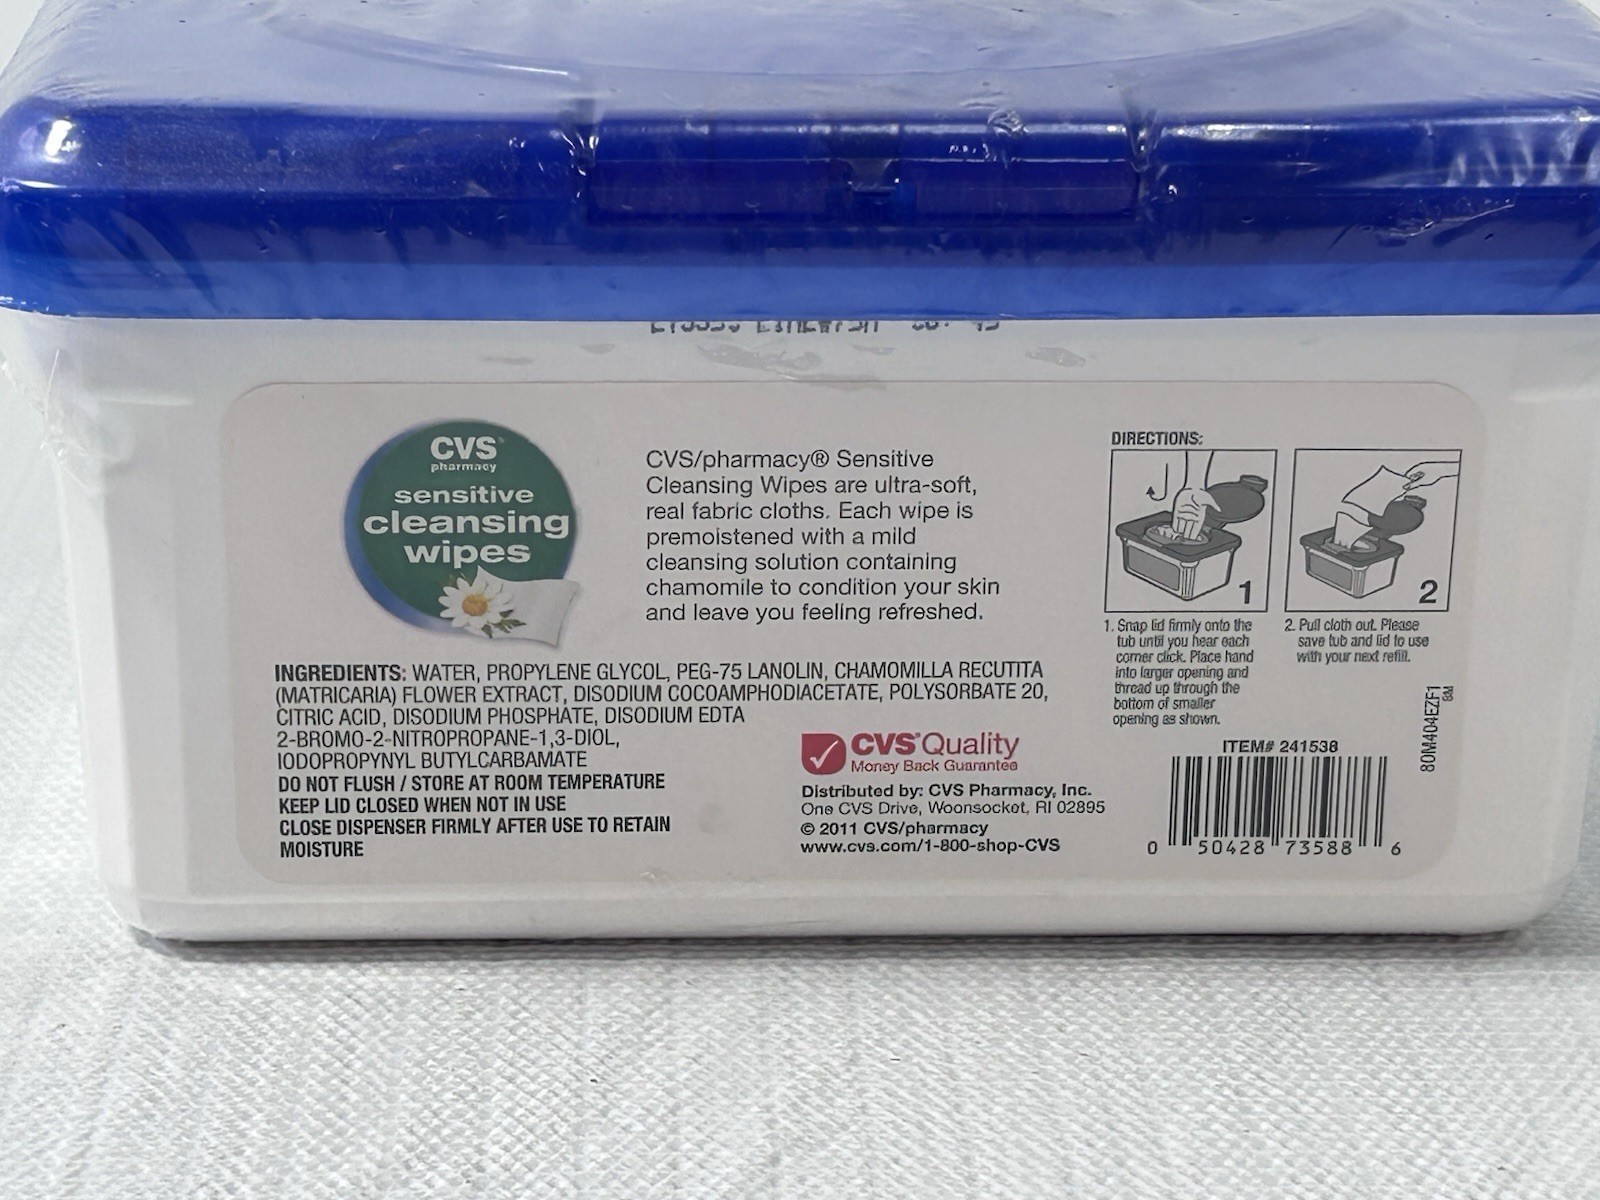 CVS
pharmacy
sensitive
cleansing
wipes
CVS/pharmacy® Sensitive
Cleansing Wipes are ultra-soft,
real fabric cloths. Each wipe is
premoistened with a mild
cleansing solution containing
chamomile to condition your skin
and leave you feeling refreshed.
INGREDIENTS: WATER, PROPYLENE GLYCOL, PEG-75 LANOLIN, CHAMOMILLA RECUTITA
(MATRICARIA) FLOWER EXTRACT, DISODIUM COCOAMPHODIACETATE, POLYSORBATE 20,
CITRIC ACID, DISODIUM PHOSPHATE, DISODIUM EDTA
2-BROMO-2-NITROPROPANE-1,3-DIOL,
IODOPROPYNYL BUTYLCARBAMATE
DO NOT FLUSH / STORE AT ROOM TEMPERATURE
KEEP LID CLOSED WHEN NOT IN USE
CLOSE DISPENSER FIRMLY AFTER USE TO RETAIN
MOISTURE
CVS Quality
Money Back Guarantee
Distributed by: CVS Pharmacy, Inc.
One CVS Drive, Woonsocket, RI 02895
© 2011 CVS/pharmacy
www.cvs.com/1-800-shop-CVS
DIRECTIONS:
1
2
1. Snap lid firmly onto the
tub until you hear each
corner click. Place hand
into larger opening and
thread up through the
bottom of smaller
opening as shown.
2. Pull cloth out. Please
save tub and lid to use
with your next refill.
80M404EZF1
ITEM# 241538
0 50428 73588 6